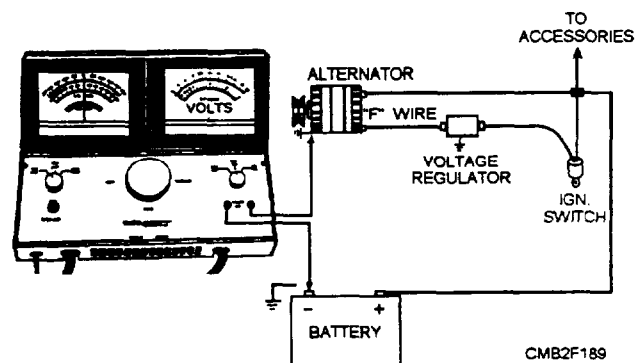 TO
ACCESSORIES
ALTERNATOR
"F" WIRE
VOLTS
VOLTAGE
REGULATOR
IGN.
SWITCH
- +
BATTERY
CMB2F189